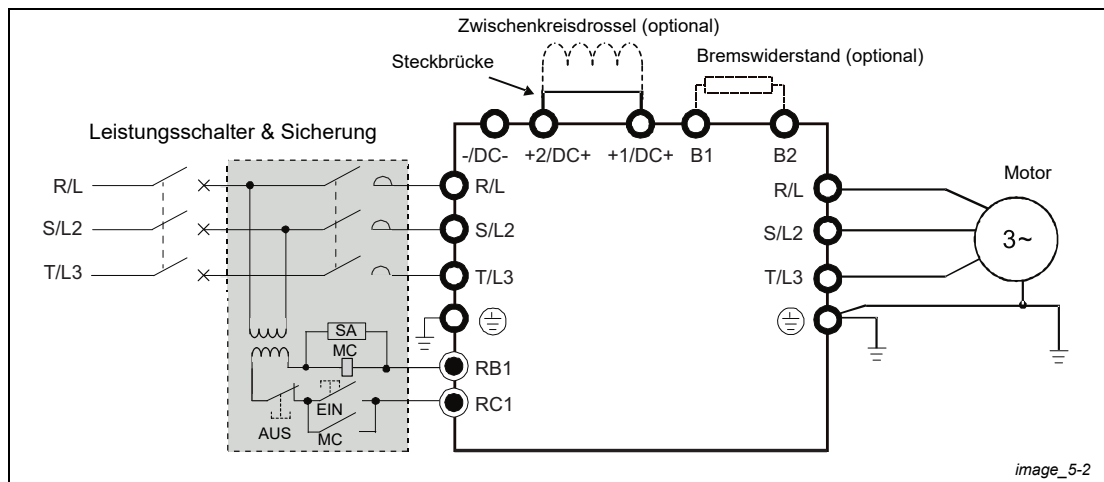 Zwischenkreisdrossel (optional)
Steckbrücke
Bremswiderstand (optional)
Leistungsschalter & Sicherung
-/DC-
+2/DC+
+1/DC+
B1
B2
R/L
S/L2
T/L3
R/L
S/L2
T/L3
RB1
RC1
SA
MC
EIN
AUS
MC
R/L
S/L2
T/L3
Motor
3~
image_5-2